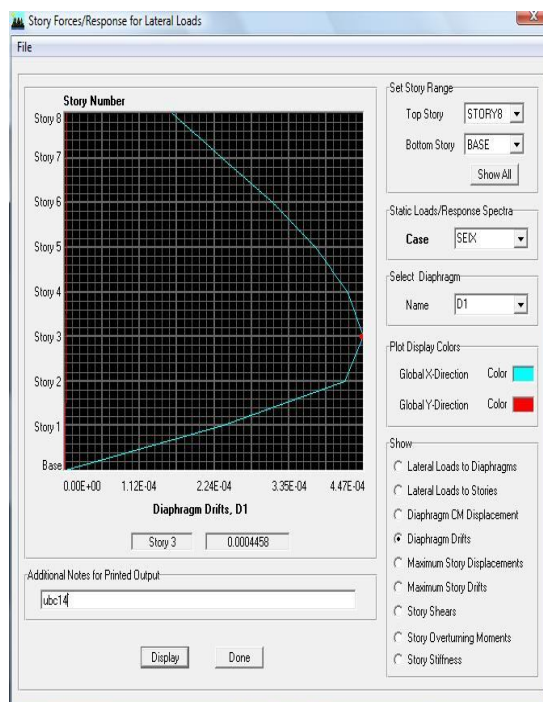 Story Forces/Response for Lateral Loads
X
File
Story Number
Story 8
Story 7
Story 6
Story 5
Story 4
Story 3
Story 2
Story 1
Base
0.00E+00 1.12E-04 2.24E-04 3.35E-04 4.47E-04
Diaphragm Drifts, D1
Story 3 0.0004458
Additional Notes for Printed Output
ubc14
Display Done
Set Story Range
Top Story STORY8
Bottom Story BASE
Show All
Static Loads/Response Spectra
Case SEIX
Select Diaphragm
Name D1
Plot Display Colors
Global X-Direction Color
Global Y-Direction Color
Show
Lateral Loads to Diaphragms
Lateral Loads to Stories
Diaphragm CM Displacement
Diaphragm Drifts
Maximum Story Displacements
Maximum Story Drifts
Story Shears
Story Overturning Moments
Story Stiffness